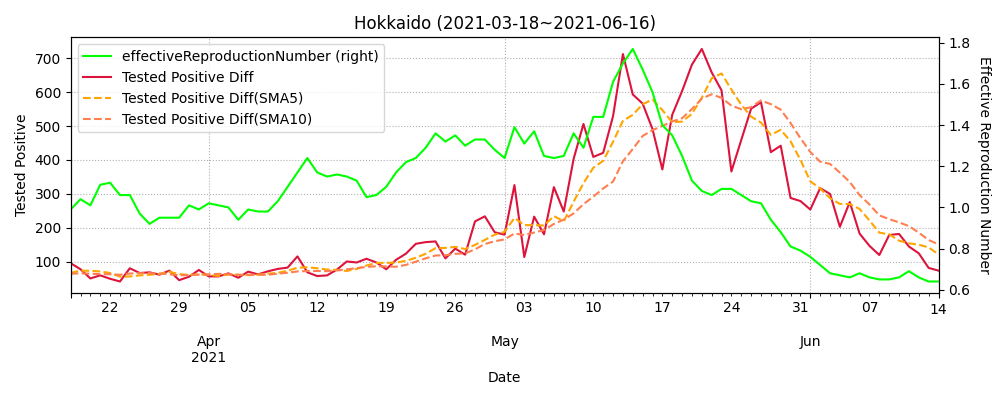 Hokkaido (2021-03-18~2021-06-16)
effectiveReproductionNumber (right)
Tested Positive Diff
Tested Positive Diff(SMA5)
Tested Positive Diff(SMA10)
Tested Positive
700
600
500
400
300
200
100
1.8
1.6
1.4
1.2
1.0
0.8
0.6
Effective Reproduction Number
22 29 05 12 19 26 03 10 17 24 31 07 14
Apr May Jun
2021
Date